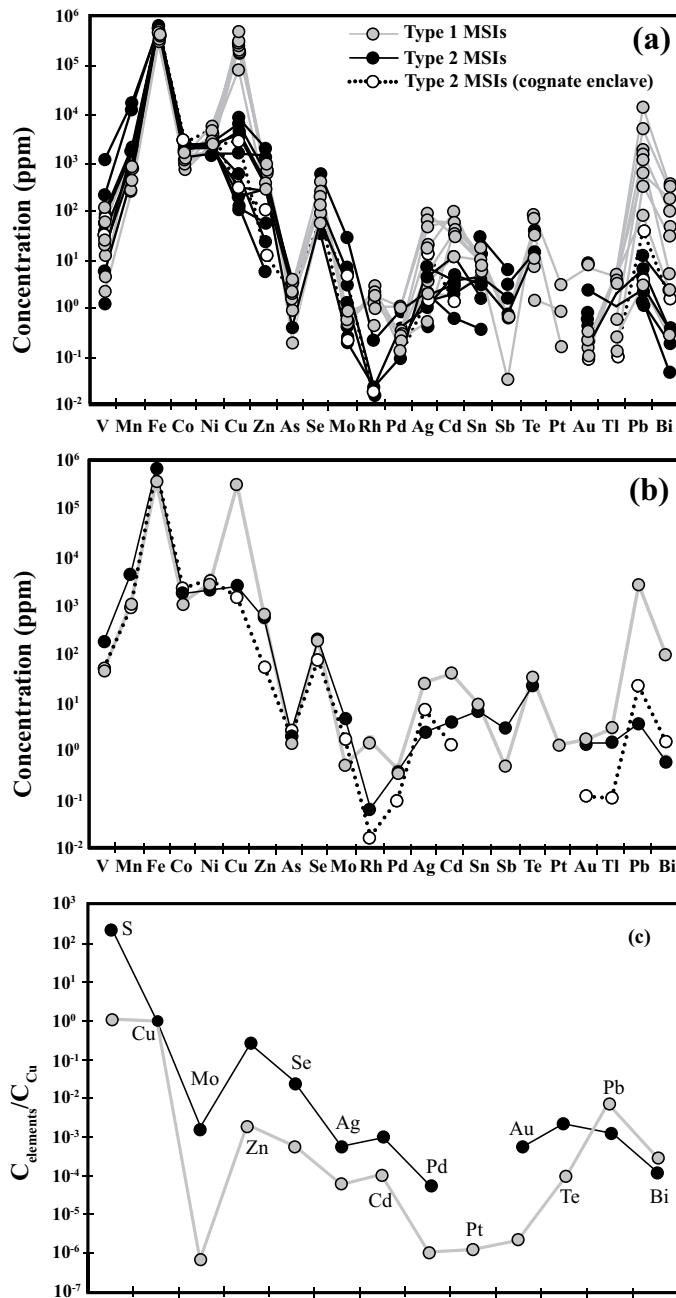 10⁶
10⁵
10⁴
10³
10²
10¹
10⁰
10⁻¹
10⁻²
Concentration (ppm)
Type 1 MSIs
Type 2 MSIs
Type 2 MSIs (cognate enclave)
(a)
V Mn Fe Co Ni Cu Zn As Se Mo Rh Pd Ag Cd Sn Sb Te Pt Au Tl Pb Bi
10⁶
10⁵
10⁴
10³
10²
10¹
10⁰
10⁻¹
10⁻²
Concentration (ppm)
(b)
V Mn Fe Co Ni Cu Zn As Se Mo Rh Pd Ag Cd Sn Sb Te Pt Au Tl Pb Bi
10²
10¹
10⁰
10⁻¹
10⁻²
10⁻³
10⁻⁴
10⁻⁵
10⁻⁶
10⁻⁷
C elements/C Cu
(c)
S
Cu
Mo
Zn
Se
Ag
Cd
Pd
Pt
Au
Te
Pb
Bi